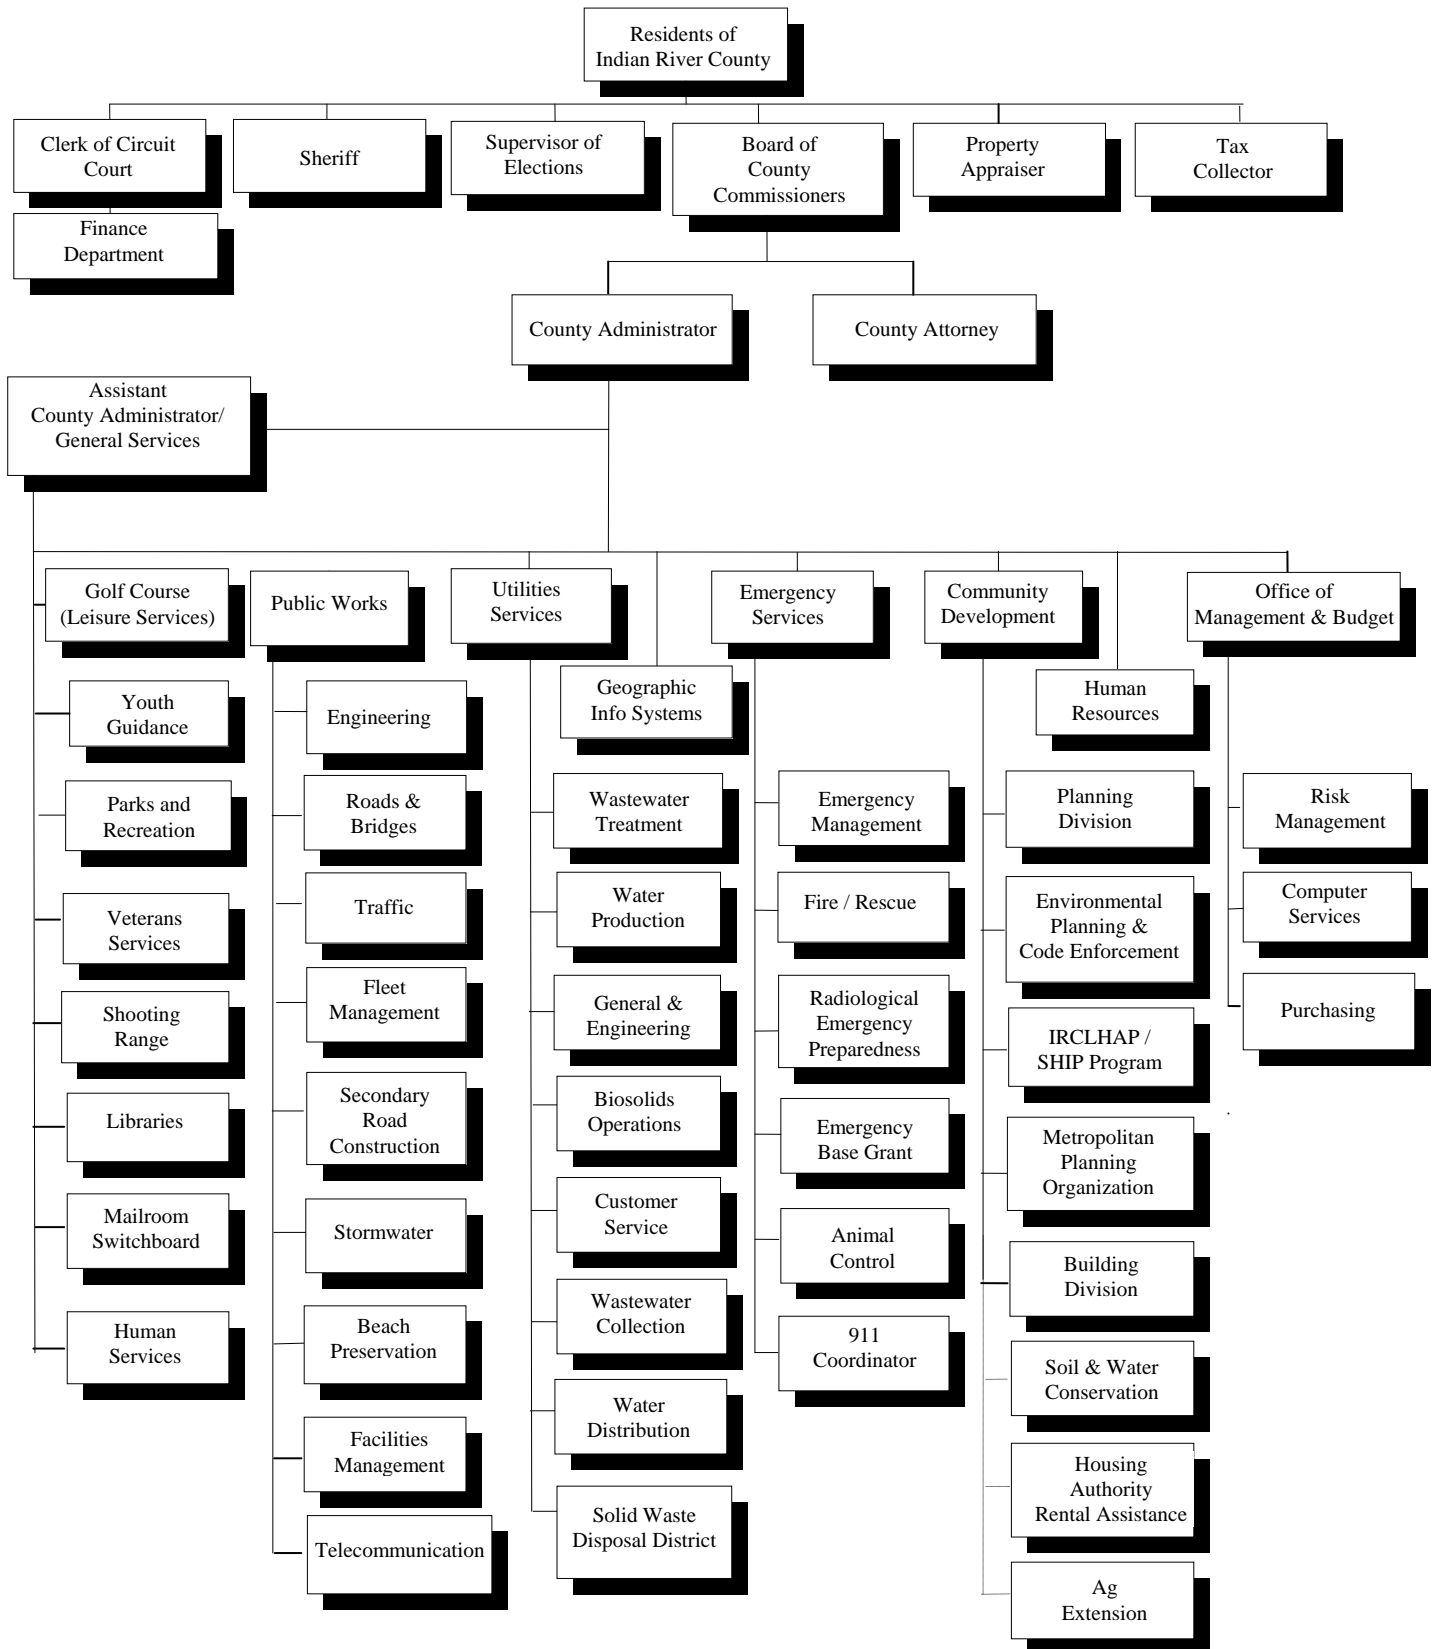 Residents of
Indian River County
Clerk of Circuit
Court
Sheriff
Supervisor of
Elections
Board of
County
Commissioners
Property
Appraiser
Tax
Collector
Finance
Department
County Administrator
County Attorney
Assistant
County Administrator/
General Services
Golf Course
(Leisure Services)
Youth
Guidance
Parks and
Recreation
Veterans
Services
Shooting
Range
Libraries
Mailroom
Switchboard
Human
Services
Public Works
Engineering
Roads &
Bridges
Traffic
Fleet
Management
Secondary
Road
Construction
Stormwater
Beach
Preservation
Facilities
Management
Telecommunication
Utilities
Services
Geographic
Info Systems
Wastewater
Treatment
Water
Production
General &
Engineering
Biosolids
Operations
Customer
Service
Wastewater
Collection
Water
Distribution
Solid Waste
Disposal District
Emergency
Services
Emergency
Management
Fire / Rescue
Radiological
Emergency
Preparedness
Emergency
Base Grant
Animal
Control
911
Coordinator
Community
Development
Human
Resources
Planning
Division
Environmental
Planning &
Code Enforcement
IRCLHAP /
SHIP Program
Metropolitan
Planning
Organization
Building
Division
Soil & Water
Conservation
Housing
Authority
Rental Assistance
Ag
Extension
Office of
Management & Budget
Risk
Management
Computer
Services
Purchasing